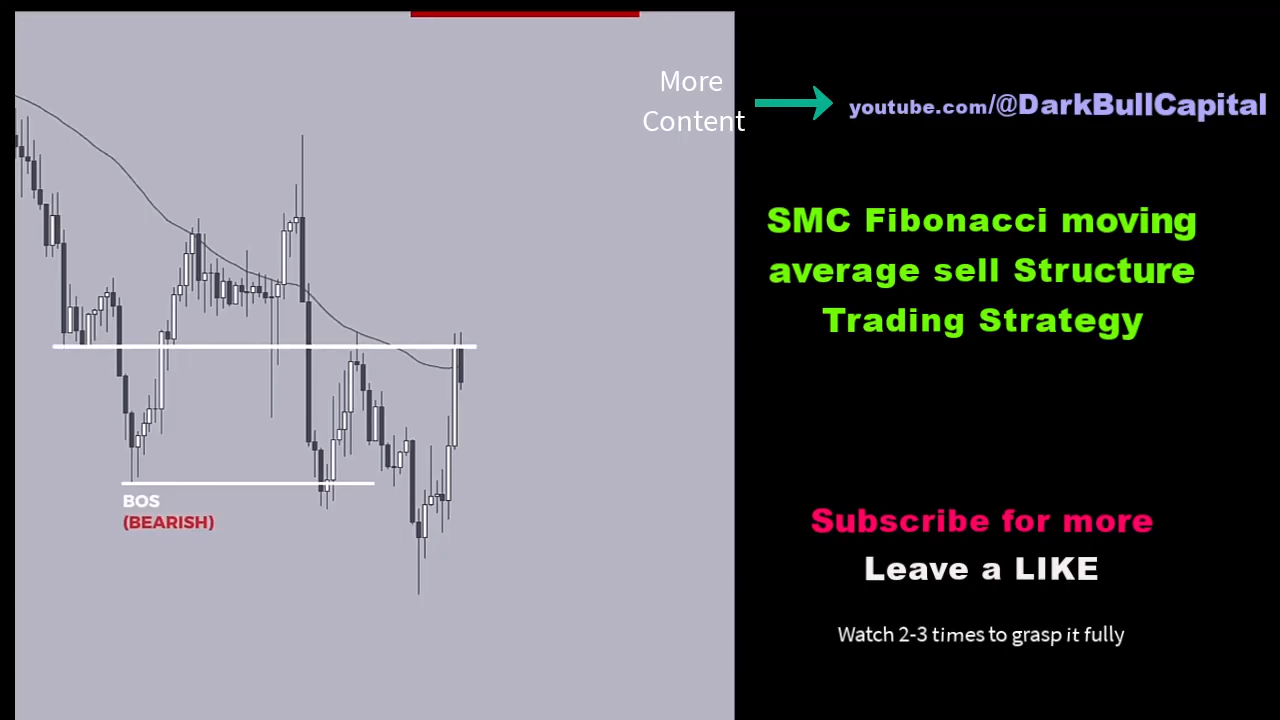 More
Content
youtube.com/@DarkBullCapital
SMC Fibonacci moving
average sell Structure
Trading Strategy
BOS
(BEARISH)
Subscribe for more
Leave a LIKE
Watch 2-3 times to grasp it fully